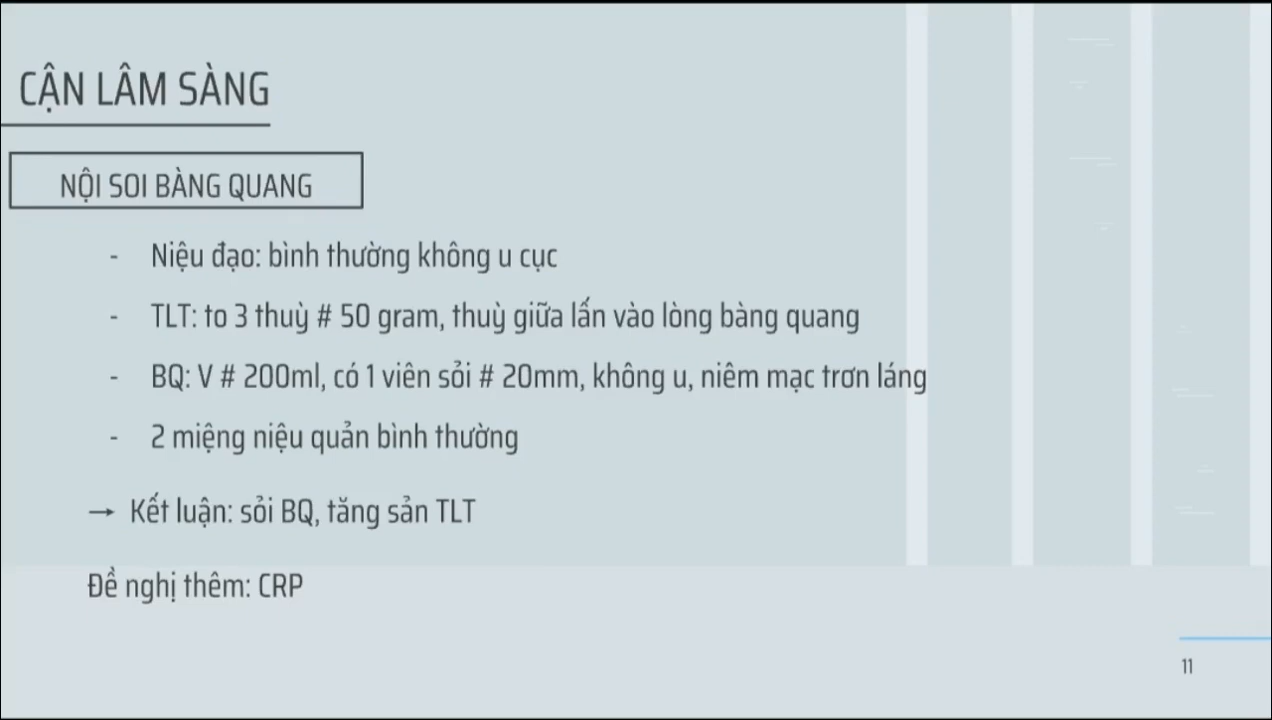 CẬN LÂM SÀNG
NỘI SOI BÀNG QUANG
- Niệu đạo: bình thường không u cục
- TLT: to 3 thuỳ # 50 gram, thuỳ giữa lấn vào lòng bàng quang
- BQ: V # 200ml, có 1 viên sỏi # 20mm, không u, niêm mạc trơn láng
- 2 miệng niệu quản bình thường
→ Kết luận: sỏi BQ, tăng sản TLT
Đề nghị thêm: CRP
11